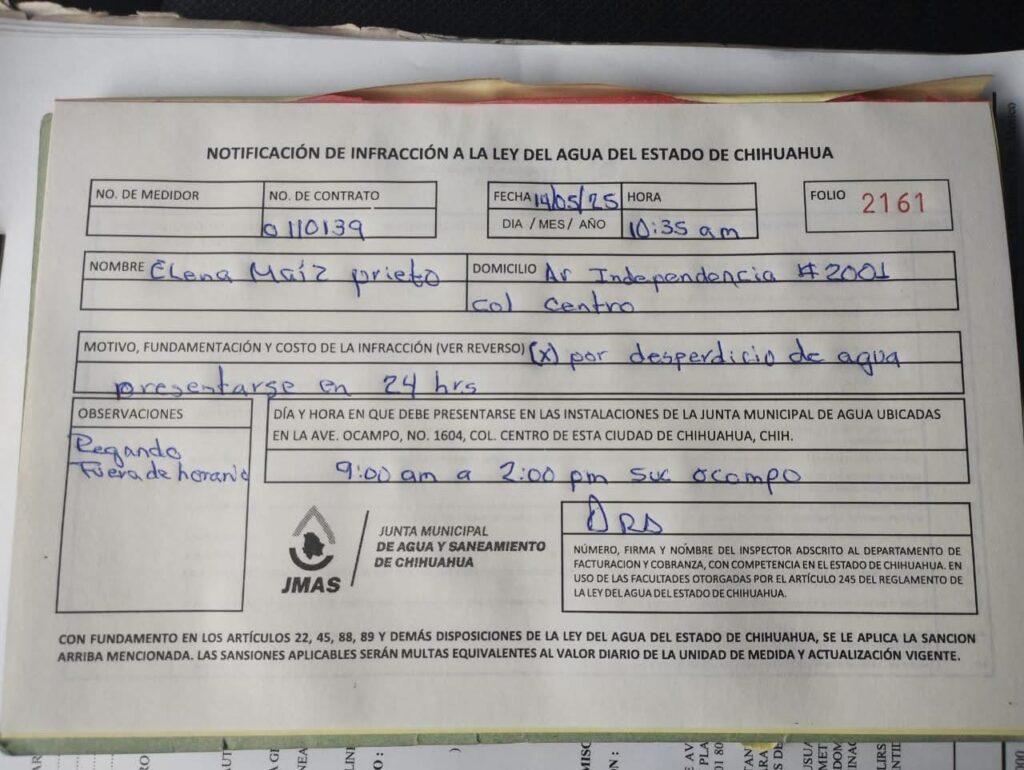 NOTIFICACIÓN DE INFRACCIÓN A LA LEY DEL AGUA DEL ESTADO DE CHIHUAHUA
NO. DE MEDIDOR
NO. DE CONTRATO
0110139
FECHA 14/05/25
DIA / MES / AÑO
HORA
10:35 am
FOLIO 2161
NOMBRE Elena Maíz prieto
DOMICILIO Av Independencia #2001
col centro
MOTIVO, FUNDAMENTACIÓN Y COSTO DE LA INFRACCIÓN (VER REVERSO) (x) por desperdicio de agua
presentarse en 24 hrs
OBSERVACIONES
Regando
Fuera de horario
DÍA Y HORA EN QUE DEBE PRESENTARSE EN LAS INSTALACIONES DE LA JUNTA MUNICIPAL DE AGUA UBICADAS
EN LA AVE. OCAMPO, NO. 1604, COL. CENTRO DE ESTA CIUDAD DE CHIHUAHUA, CHIH.
9:00 am a 2:00 pm suc ocampo
JMAS
JUNTA MUNICIPAL
DE AGUA Y SANEAMIENTO
DE CHIHUAHUA
NÚMERO, FIRMA Y NOMBRE DEL INSPECTOR ADSCRITO AL DEPARTAMENTO DE
FACTURACION Y COBRANZA, CON COMPETENCIA EN EL ESTADO DE CHIHUAHUA. EN
USO DE LAS FACULTADES OTORGADAS POR EL ARTÍCULO 245 DEL REGLAMENTO DE
LA LEY DEL AGUA DEL ESTADO DE CHIHUAHUA.
CON FUNDAMENTO EN LOS ARTÍCULOS 22, 45, 88, 89 Y DEMÁS DISPOSICIONES DE LA LEY DEL AGUA DEL ESTADO DE CHIHUAHUA, SE LE APLICA LA SANCION
ARRIBA MENCIONADA. LAS SANSIONES APLICABLES SERÁN MULTAS EQUIVALENTES AL VALOR DIARIO DE LA UNIDAD DE MEDIDA Y ACTUALIZACIÓN VIGENTE.